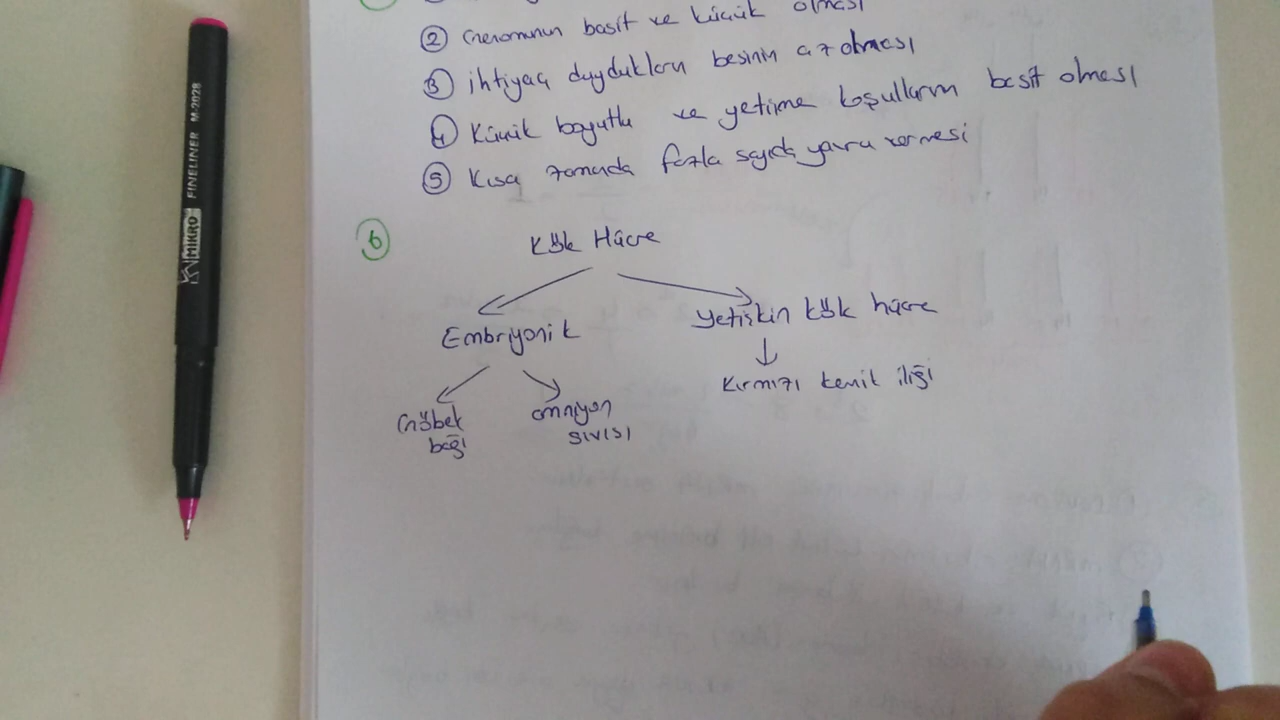 ② Genomunun basit ve küçük olması
③ ihtiyaç duydukları besinin az olması
④ Küçük boyutlu ve yetişme koşullarının basit olması
⑤ Kısa zamanda fazla sayıda yavru vermesi
⑥ Kök Hücre
Embriyonik
Yetişkin kök hücre
Göbek bağı
amniyon sıvısı
Kırmızı kemik iliği
MIKRO FINELINER M-2028